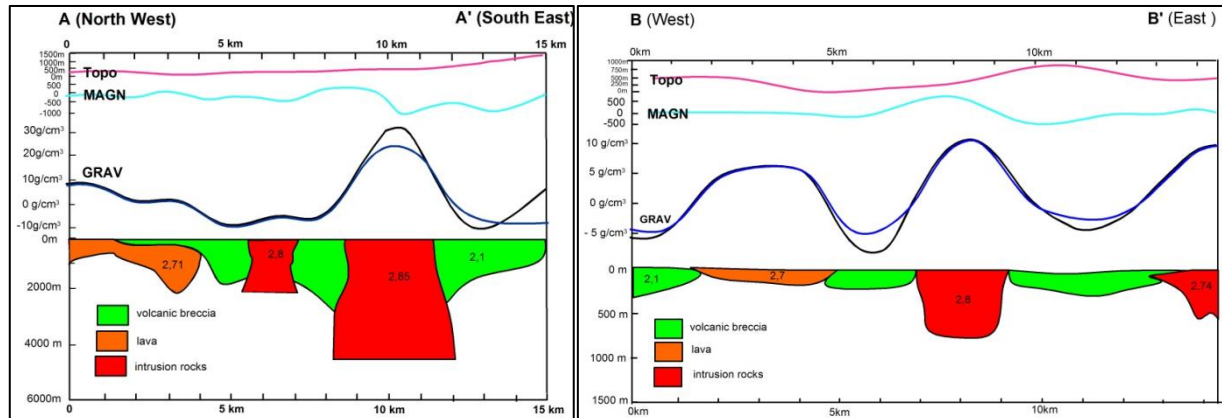 A (North West)
A' (South East)
0
5 km
10 km
15 km
1500m
1000m
500m
0m
Topo
MAGN
0
-500
-1000
30g/cm³
20g/cm³
10g/cm³
0 g/cm³
-10g/cm³
GRAV
0m
2000m
4000 m
6000m
2,71
2,8
2,85
2,1
volcanic breccia
lava
intrusion rocks
0
5 km
10 km
15 km
B (West)
B' (East )
0km
5km
10km
1000m
750m
500m
250m
0m
Topo
MAGN
500
0
-500
10 g/cm³
5 g/cm³
0 g/cm³
- 5 g/cm³
GRAV
0 m
500 m
1000 m
1500 m
2,1
2,7
2,8
2,74
volcanic breccia
lava
intrusion rocks
0km
5km
10km